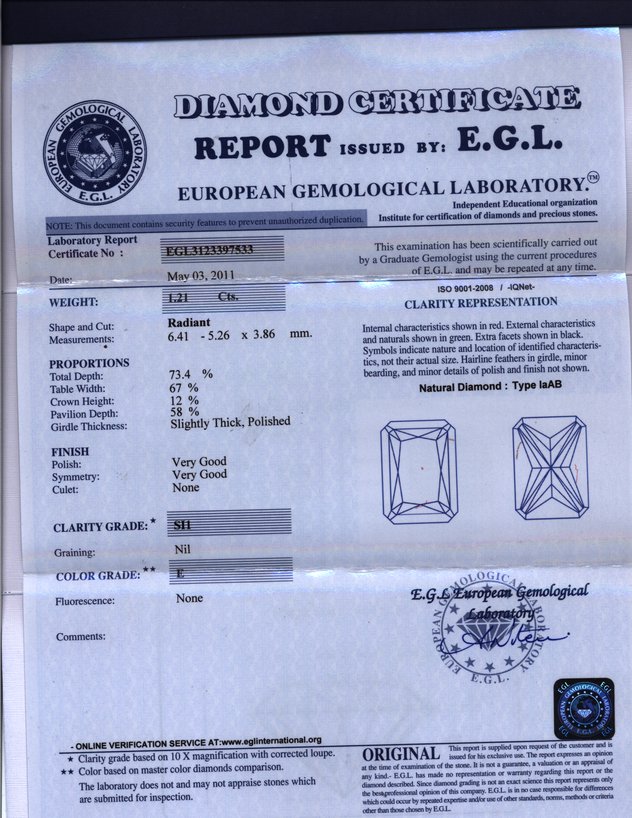 EUROPEAN GEMOLOGICAL LABORATORY
E.G.L.
DIAMOND CERTIFICATE
REPORT ISSUED BY: E.G.L.
EUROPEAN GEMOLOGICAL LABORATORY.™
Independent Educational organization
Institute for certification of diamonds and precious stones.
NOTE: This document contains security features to prevent unauthorized duplication.
Laboratory Report
Certificate No : EGL3123397533
Date: May 03, 2011
WEIGHT: 1.21 Cts.
Shape and Cut: Radiant
Measurements: 6.41 - 5.26 x 3.86 mm.
PROPORTIONS
Total Depth: 73.4 %
Table Width: 67 %
Crown Height: 12 %
Pavilion Depth: 58 %
Girdle Thickness: Slightly Thick, Polished
FINISH
Polish: Very Good
Symmetry: Very Good
Culet: None
CLARITY GRADE:* SI1
Graining: Nil
COLOR GRADE:** E
Fluorescence: None
Comments:
This examination has been scientifically carried out
by a Graduate Gemologist using the current procedures
of E.G.L. and may be repeated at any time.
ISO 9001-2008 / -IQNet-
CLARITY REPRESENTATION
Internal characteristics shown in red. External characteristics
and naturals shown in green. Extra facets shown in black.
Symbols indicate nature and location of identified characteris-
tics, not their actual size. Hairline feathers in girdle, minor
bearding, and minor details of polish and finish not shown.
Natural Diamond : Type IaAB
E.G.L European Gemological
Laboratory
EUROPEAN GEMOLOGICAL LABORATORY
E.G.L.
EGL
EGL
- ONLINE VERIFICATION SERVICE AT:www.eglinternational.org
* Clarity grade based on 10 X magnification with corrected loupe.
** Color based on master color diamonds comparison.
The laboratory does not and may not appraise stones which
are submitted for inspection.
ORIGINAL This report is supplied upon request of the customer and is
issued for his exclusive use. The report expresses an opinion
at the time of examination of the stone. It is not a guarantee, a valuation or an appraisal of
any kind.- E.G.L. has made no representation or warranty regarding this report or the
diamond described. Since diamond grading is not an exact science this report represents only
the best professional opinion of this company. E.G.L. is in no case responsible for differences
which could occur by repeated expertise and/or use of other standards, norms, methods or criteria
other than those chosen by E.G.L.